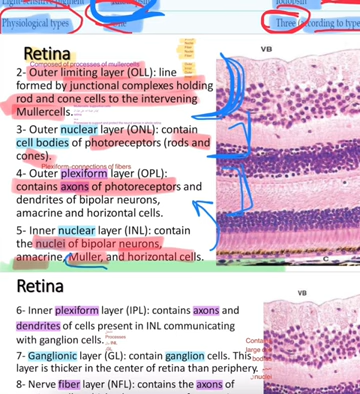 Physiological types
Three (according to type
Retina
VB
Composed of processes of mullercells
2- Outer limiting layer (OLL): line
formed by junctional complexes holding
rod and cone cells to the intervening
Mullercells.
3- Outer nuclear layer (ONL): contain
cell bodies of photoreceptors (rods and
cones).
Plexiform-connections of fibers
4- Outer plexiform layer (OPL):
contains axons of photoreceptors and
dendrites of bipolar neurons,
amacrine and horizontal cells.
5- Inner nuclear layer (INL): contain
the nuclei of bipolar neurons,
amacrine, Muller, and horizontal cells.
C
Retina
VB
6- Inner plexiform layer (IPL): contains axons and
dendrites of cells present in INL communicating
with ganglion cells.
Processes
INL
GL
7- Ganglionic layer (GL): contain ganglion cells. This
layer is thicker in the center of retina than periphery.
8- Nerve fiber layer (NFL): contains the axons of
large
nuclei